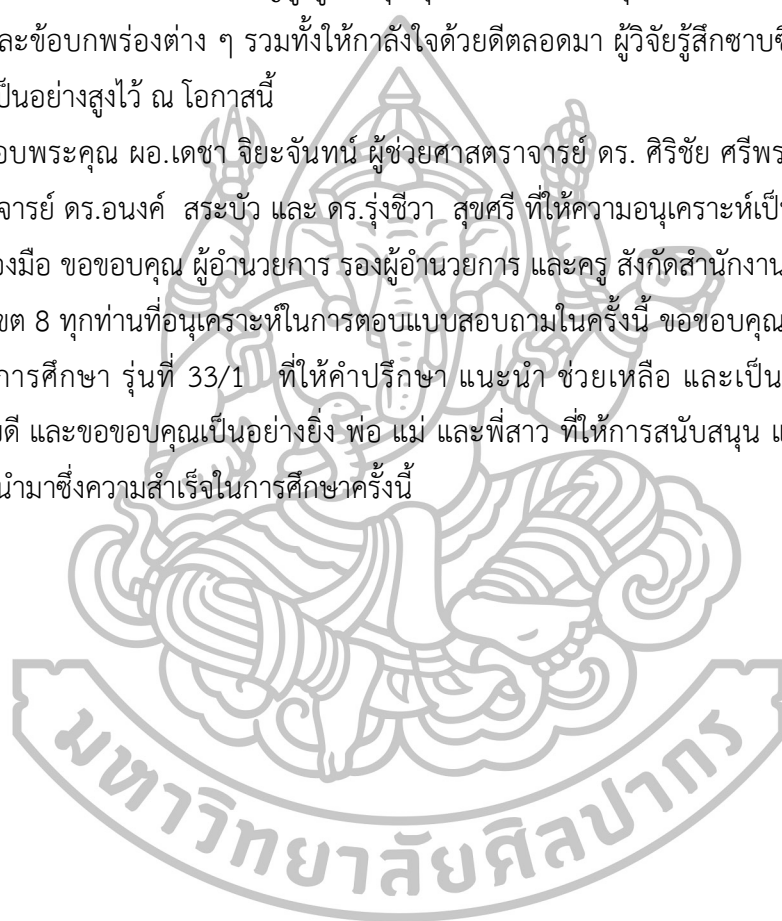 ละข้อบกพร่องต่าง ๆ รวมทั้งให้กำลังใจด้วยดีตลอดมา ผู้วิจัยรู้สึกซาบซึ
ป็นอย่างสูงไว้ ณ โอกาสนี้
อบพระคุณ ผอ.เดชา จิยะจันทน์ ผู้ช่วยศาสตราจารย์ ดร. ศิริชัย ศรีพร
จารย์ ดร.อนงค์ สระบัว และ ดร.รุ่งชีวา สุขศรี ที่ให้ความอนุเคราะห์เป็
องมือ ขอขอบคุณ ผู้อำนวยการ รองผู้อำนวยการ และครู สังกัดสำนักงาน
ขต 8 ทุกท่านที่อนุเคราะห์ในการตอบแบบสอบถามในครั้งนี้ ขอขอบคุณ
การศึกษา รุ่นที่ 33/1 ที่ให้คำปรึกษา แนะนำ ช่วยเหลือ และเป็น
ยดี และขอขอบคุณเป็นอย่างยิ่ง พ่อ แม่ และพี่สาว ที่ให้การสนับสนุน แ
นำมาซึ่งความสำเร็จในการศึกษาครั้งนี้
มหาวิทยาลัยศิลปากร